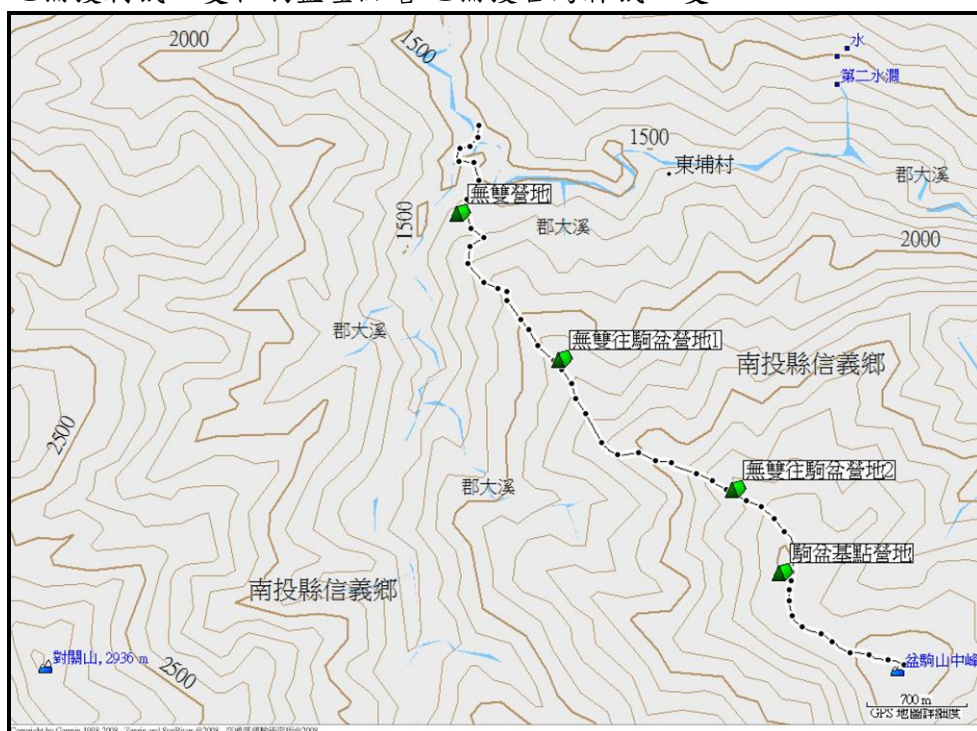 2000
1500
水
第二水澗
1500
東埔村
郡大溪
無雙營地
1500
郡大溪
2000
郡大溪
無雙往駒盆營地1
南投縣信義鄉
2500
無雙往駒盆營地2
郡大溪
駒盆基點營地
南投縣信義鄉
對關山, 2936 m
2500
盆駒山中峰
700 m
GPS 地圖詳細度